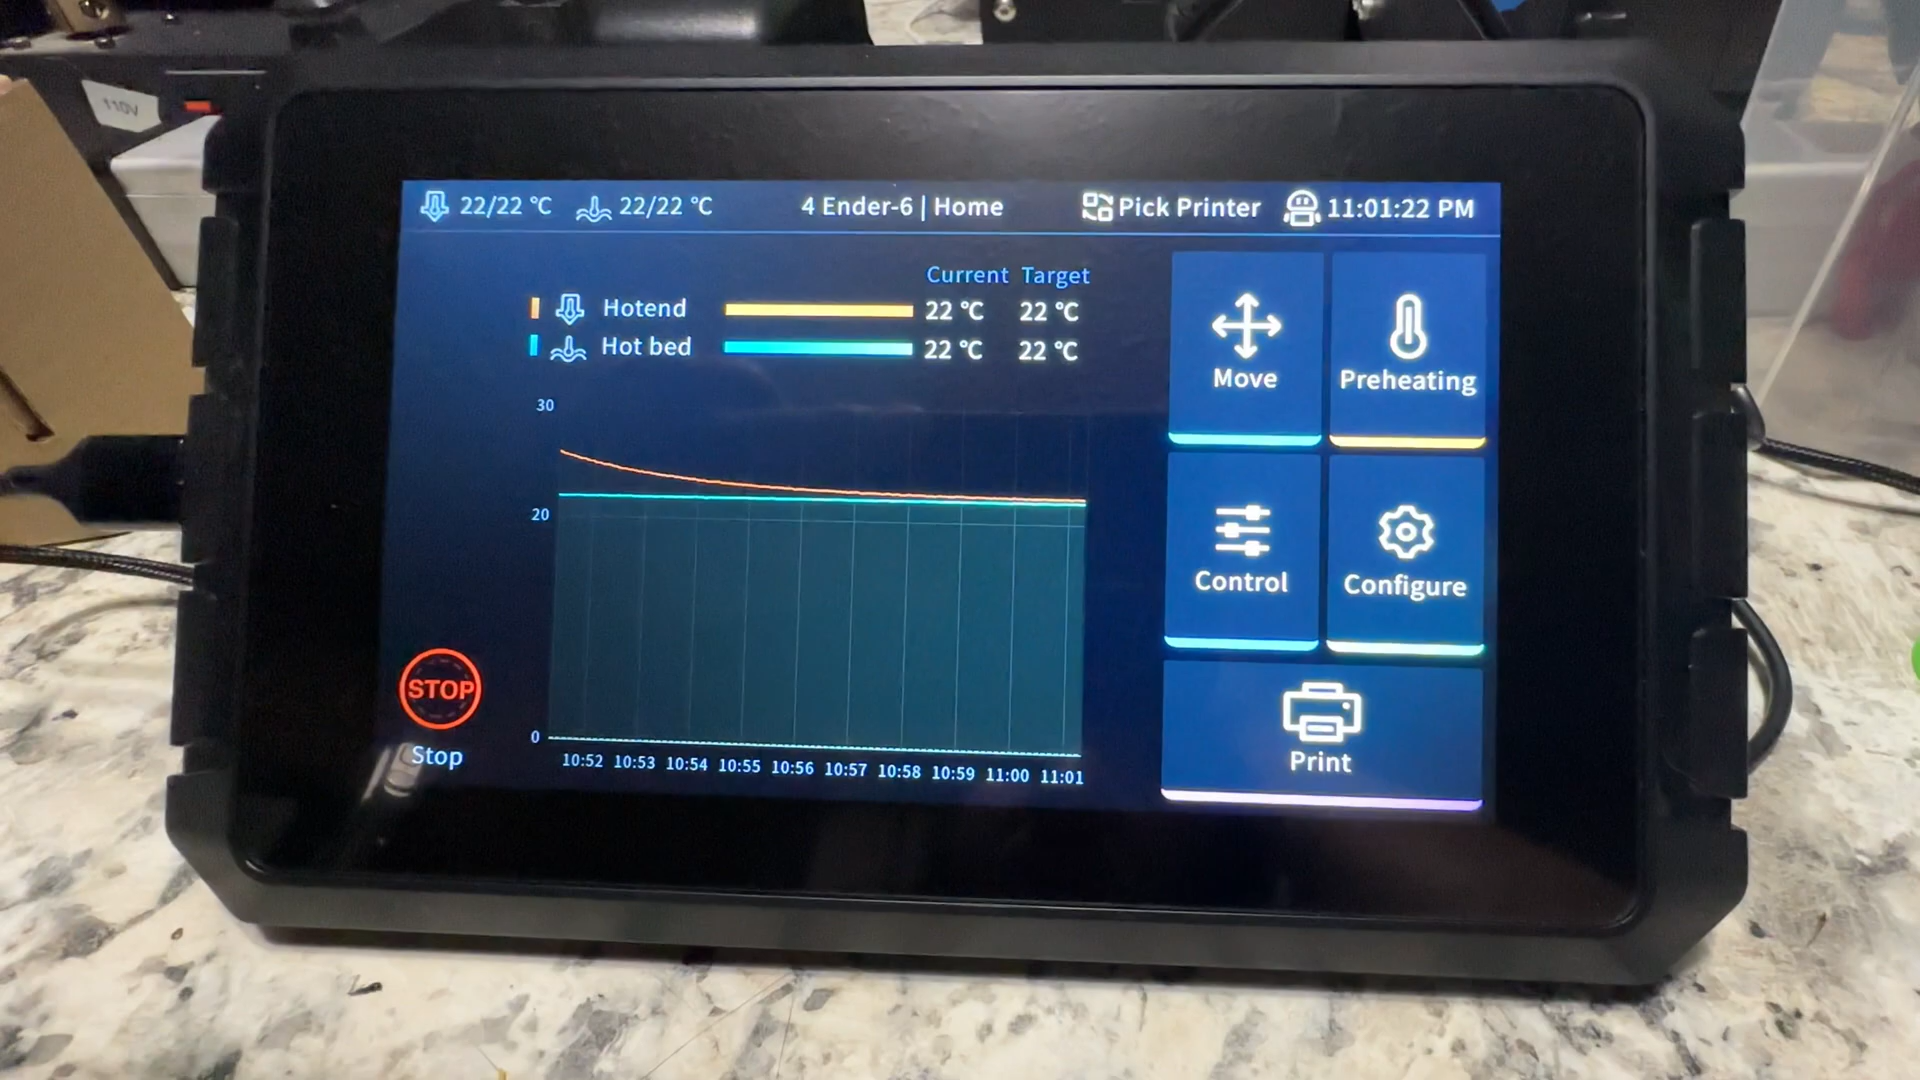 110V
22/22 °C 22/22 °C 4 Ender-6 | Home Pick Printer 11:01:22 PM
Current Target
Hotend 22 °C 22 °C
Hot bed 22 °C 22 °C
30
20
0
10:52 10:53 10:54 10:55 10:56 10:57 10:58 10:59 11:00 11:01
STOP
Stop
Move
Preheating
Control
Configure
Print